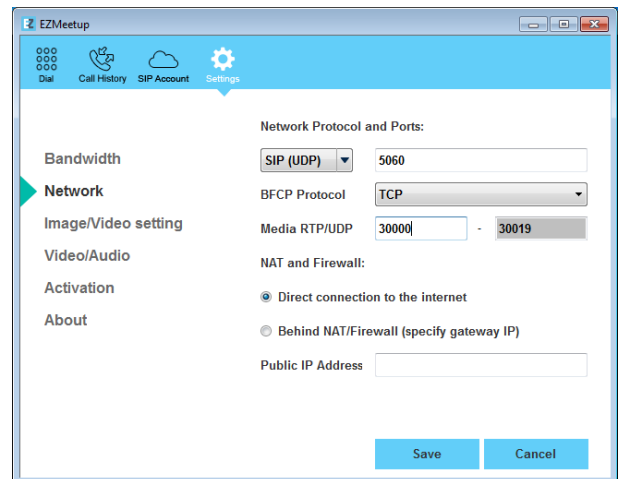 EZ EZMeetup
Dial Call History SIP Account Settings
Network Protocol and Ports:
Bandwidth
SIP (UDP) 5060
Network
BFCP Protocol TCP
Image/Video setting
Media RTP/UDP 30000 - 30019
Video/Audio
NAT and Firewall:
Activation
Direct connection to the internet
About
Behind NAT/Firewall (specify gateway IP)
Public IP Address
Save Cancel